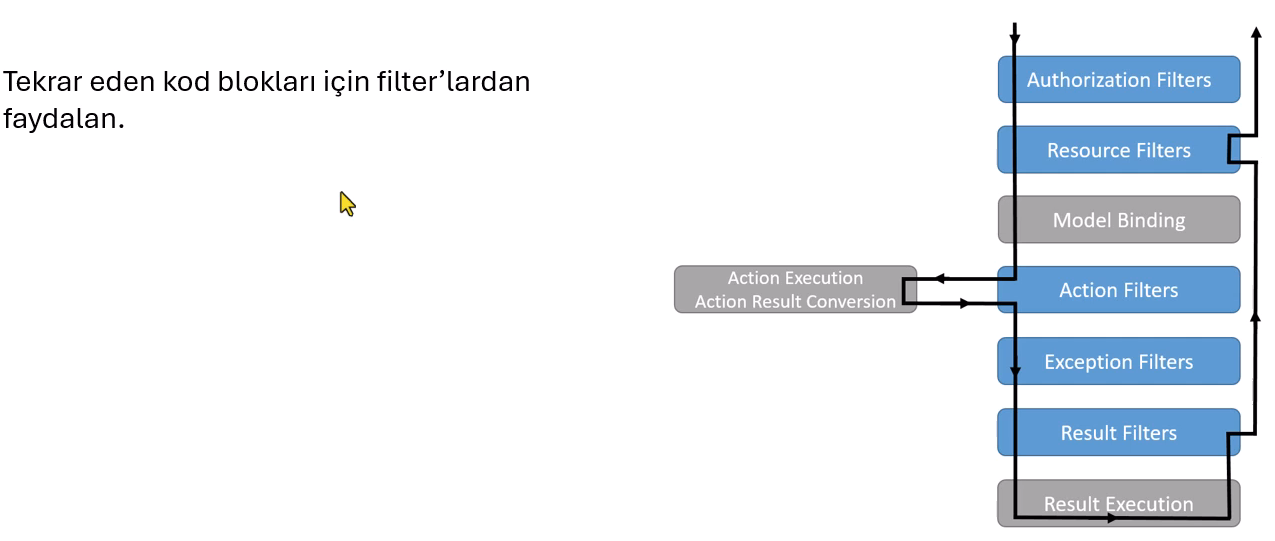 Tekrar eden kod blokları için filter’lardan
faydalan.
Authorization Filters
Resource Filters
Model Binding
Action Execution
Action Result Conversion
Action Filters
Exception Filters
Result Filters
Result Execution